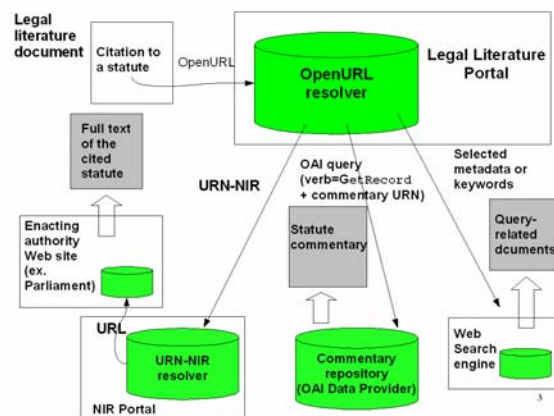 Legal
literature
document
Citation to
a statute
OpenURL
OpenURL
resolver
Legal Literature
Portal
Full text
of the
cited
statute
URN-NIR
OAI query
(verb=GetRecord
+ commentary URN)
Selected
metadata or
keywords
Enacting
authority
Web site
(ex.
Parliament)
Statute
commentary
Query-
related
dcuments
URL
URN-NIR
resolver
NIR Portal
Commentary
repository
(OAI Data Provider)
Web
Search
engine
3